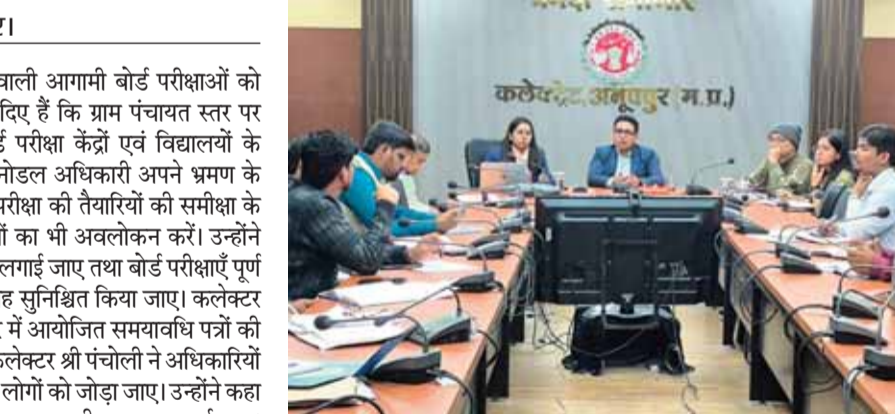 वाली आगामी बोर्ड परीक्षाओं को
दिए हैं कि ग्राम पंचायत स्तर पर
परीक्षा केंद्रों एवं विद्यालयों के
नोडल अधिकारी अपने भ्रमण के
परीक्षा की तैयारियों की समीक्षा के
का भी अवलोकन करें। उन्होंने
लगाई जाए तथा बोर्ड परीक्षाएँ पूर्ण
सुनिश्चित किया जाए। कलेक्टर
में आयोजित समयावधि पत्रों की
कलेक्टर श्री पंचोली ने अधिकारियों
लोगों को जोड़ा जाए। उन्होंने कहा
कलेक्ट्रेट, अनूपपुर (म.प्र.)